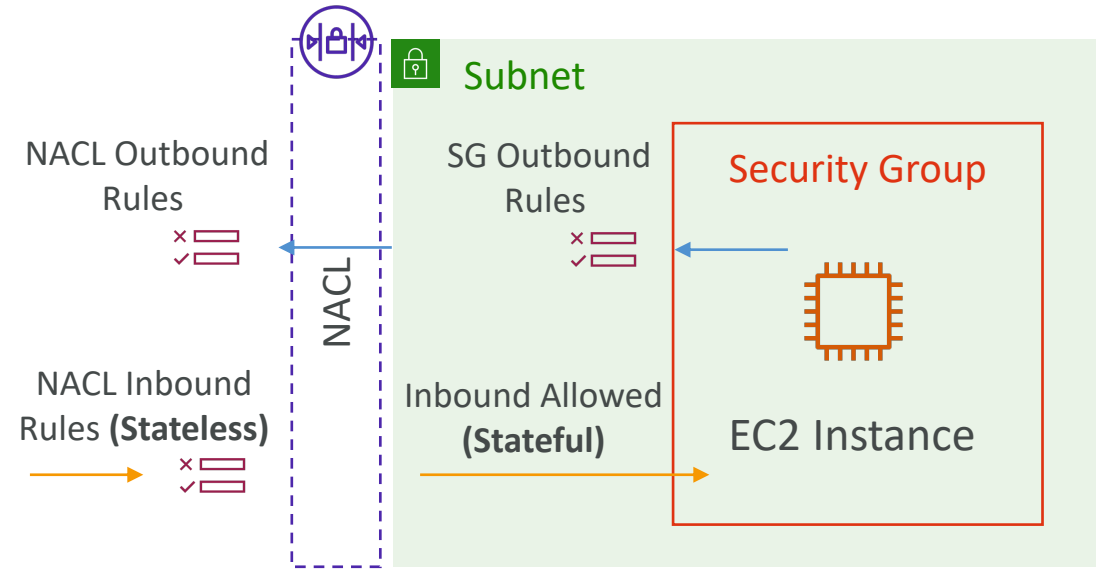 Subnet
NACL Outbound
Rules
SG Outbound
Rules
Security Group
NACL
NACL Inbound
Rules (Stateless)
Inbound Allowed
(Stateful)
EC2 Instance